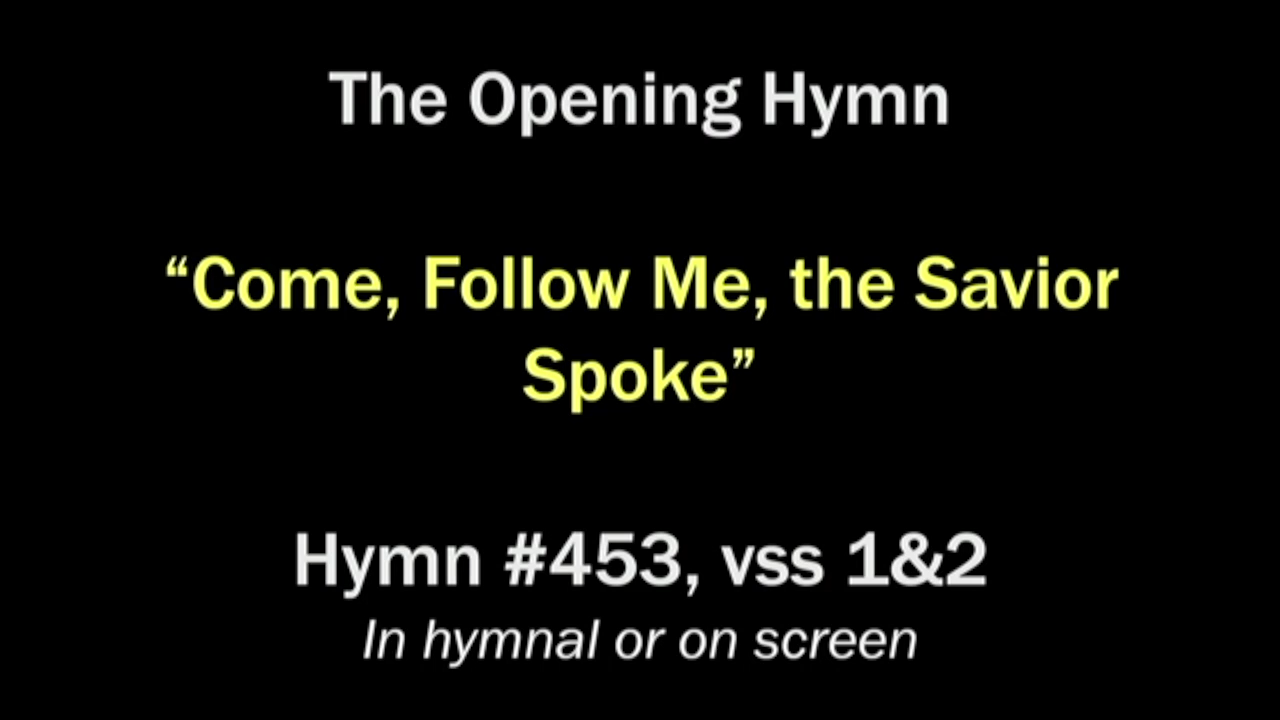 The Opening Hymn
“Come, Follow Me, the Savior
Spoke”
Hymn #453, vss 1&2
In hymnal or on screen